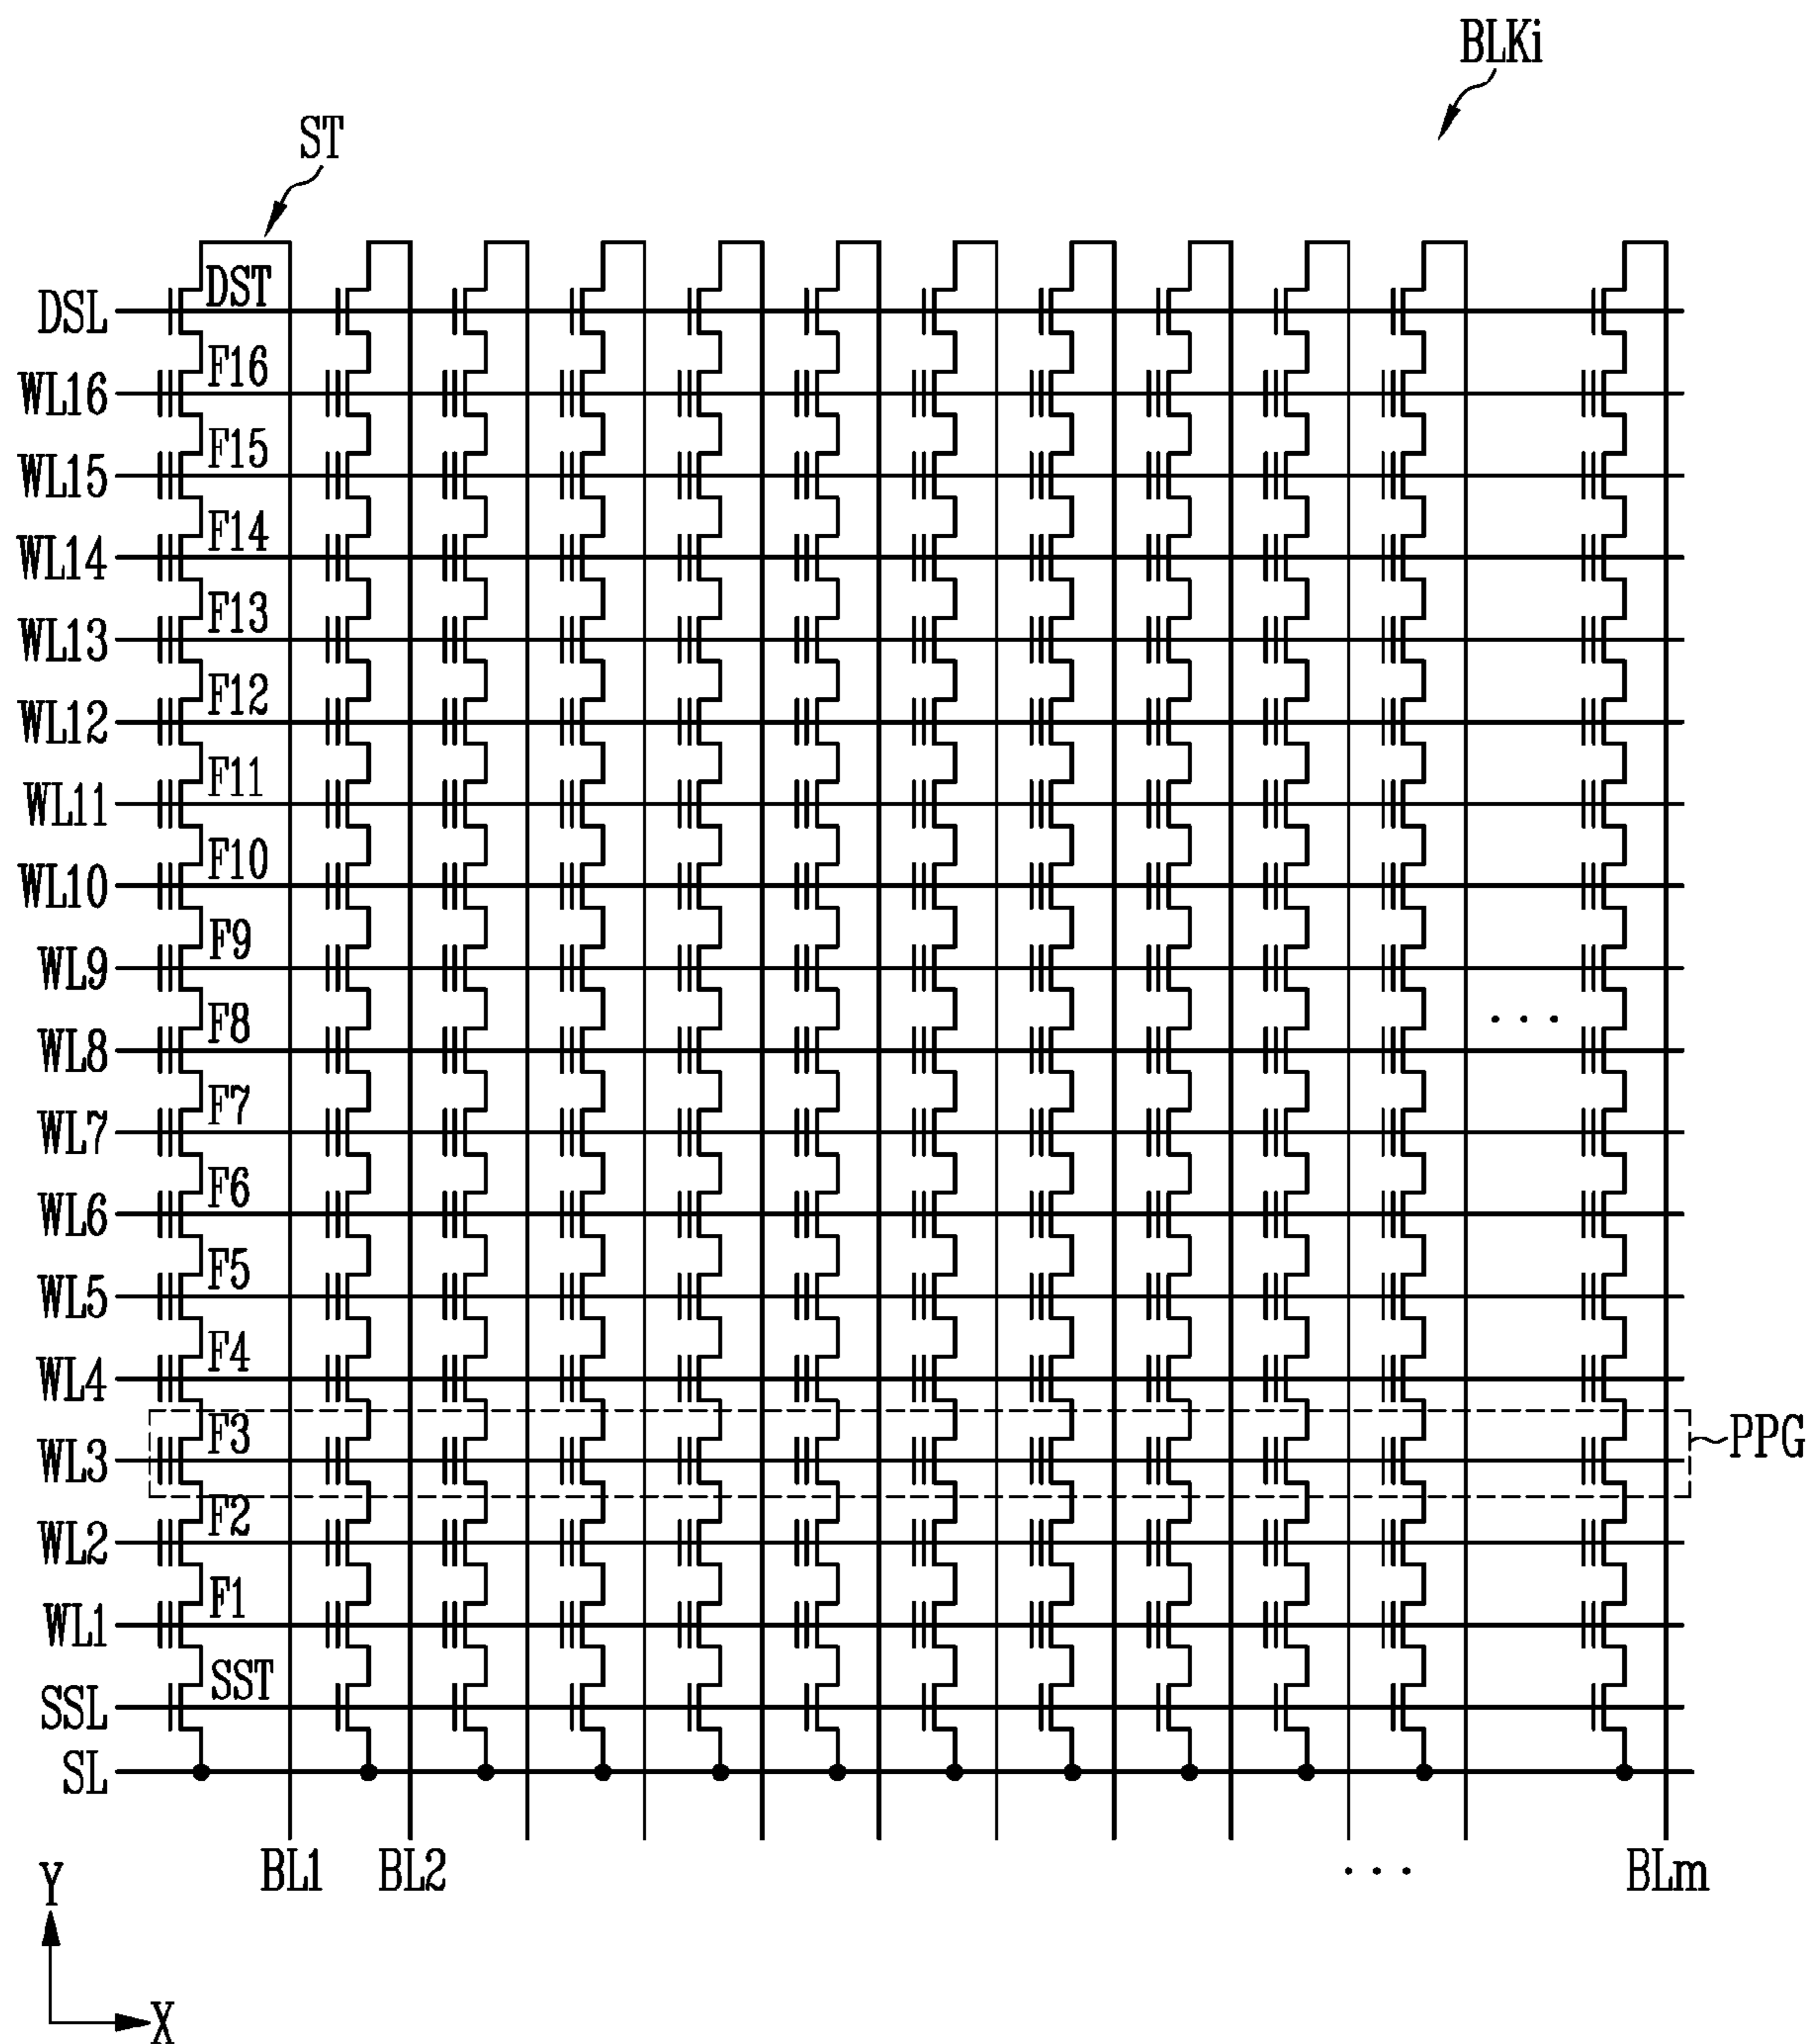 BLKi
ST
DSL
DST
WL16
F16
WL15
F15
WL14
F14
WL13
F13
WL12
F12
WL11
F11
WL10
F10
WL9
F9
WL8
F8
. . .
WL7
F7
WL6
F6
WL5
F5
WL4
F4
WL3
F3
PPG
WL2
F2
WL1
F1
SSL
SST
SL
BL1
BL2
. . .
BLm
Y
X